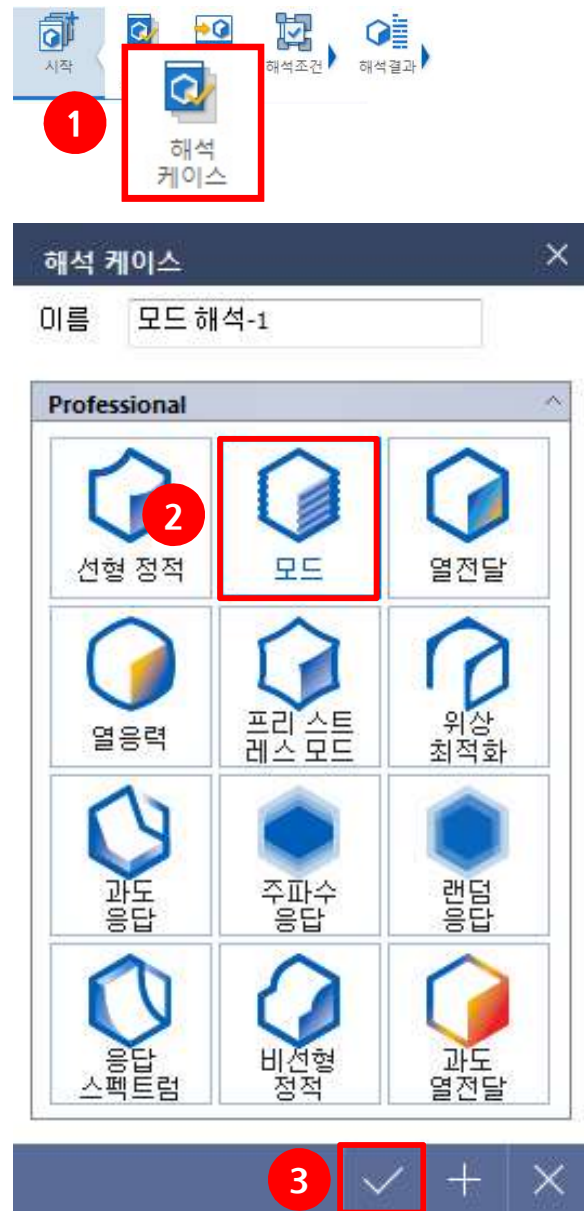 시작
해석조건
해석결과
1
해석
케이스
해석 케이스
이름 모드 해석-1
Professional
2
선형 정적
모드
열전달
열응력
프리 스트
레스 모드
위상
최적화
과도
응답
주파수
응답
랜덤
응답
응답
스펙트럼
비선형
정적
과도
열전달
3